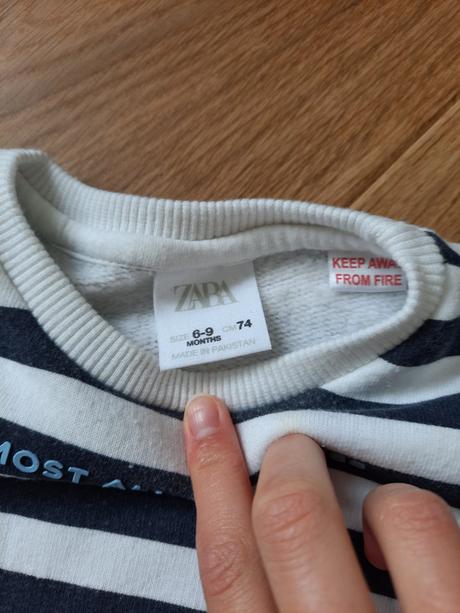 ZARA
SIZE 6-9 MONTHS CM 74
MADE IN PAKISTAN
KEEP AWAY
FROM FIRE
MOST